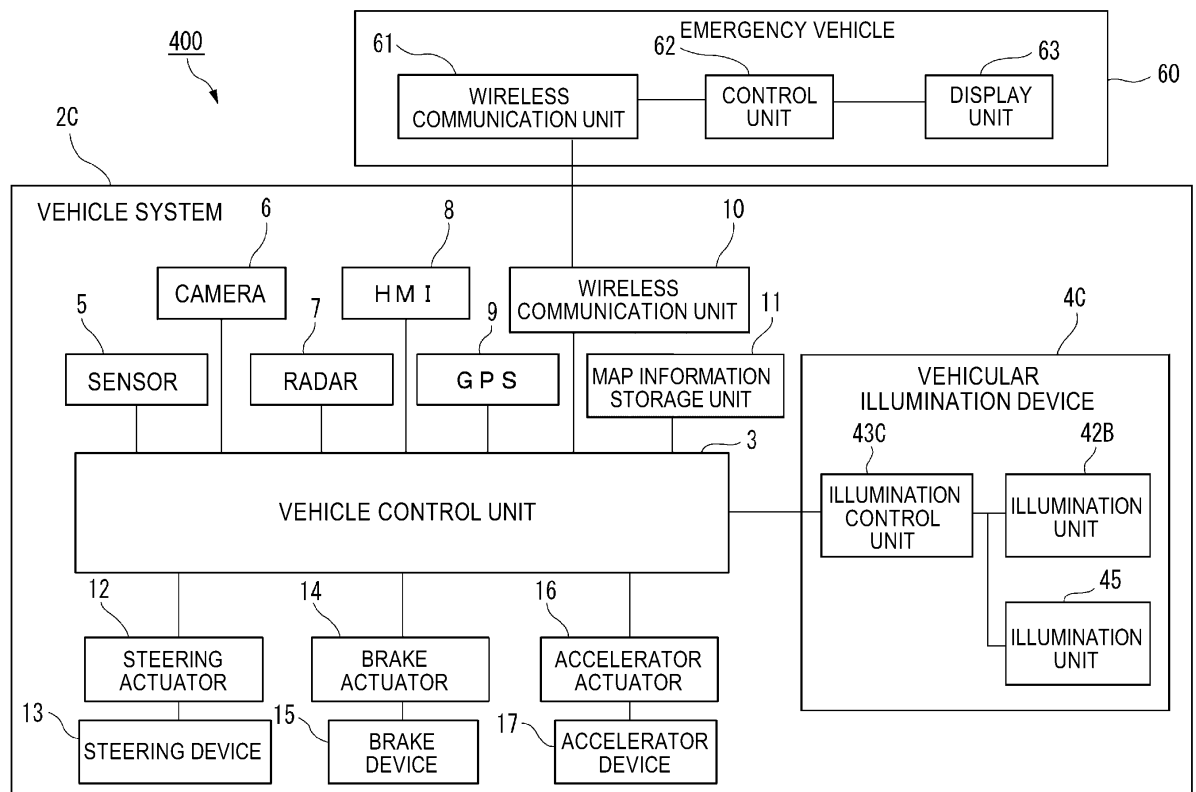 400
EMERGENCY VEHICLE
61
62
63
60
WIRELESS
COMMUNICATION UNIT
CONTROL
UNIT
DISPLAY
UNIT
2C
VEHICLE SYSTEM
6
8
10
CAMERA
HMI
WIRELESS
COMMUNICATION UNIT
5
7
9
11
4C
SENSOR
RADAR
GPS
MAP INFORMATION
STORAGE UNIT
VEHICULAR
ILLUMINATION DEVICE
3
43C
42B
VEHICLE CONTROL UNIT
ILLUMINATION
CONTROL
UNIT
ILLUMINATION
UNIT
12
14
16
45
STEERING
ACTUATOR
BRAKE
ACTUATOR
ACCELERATOR
ACTUATOR
ILLUMINATION
UNIT
13
15
17
STEERING DEVICE
BRAKE
DEVICE
ACCELERATOR
DEVICE